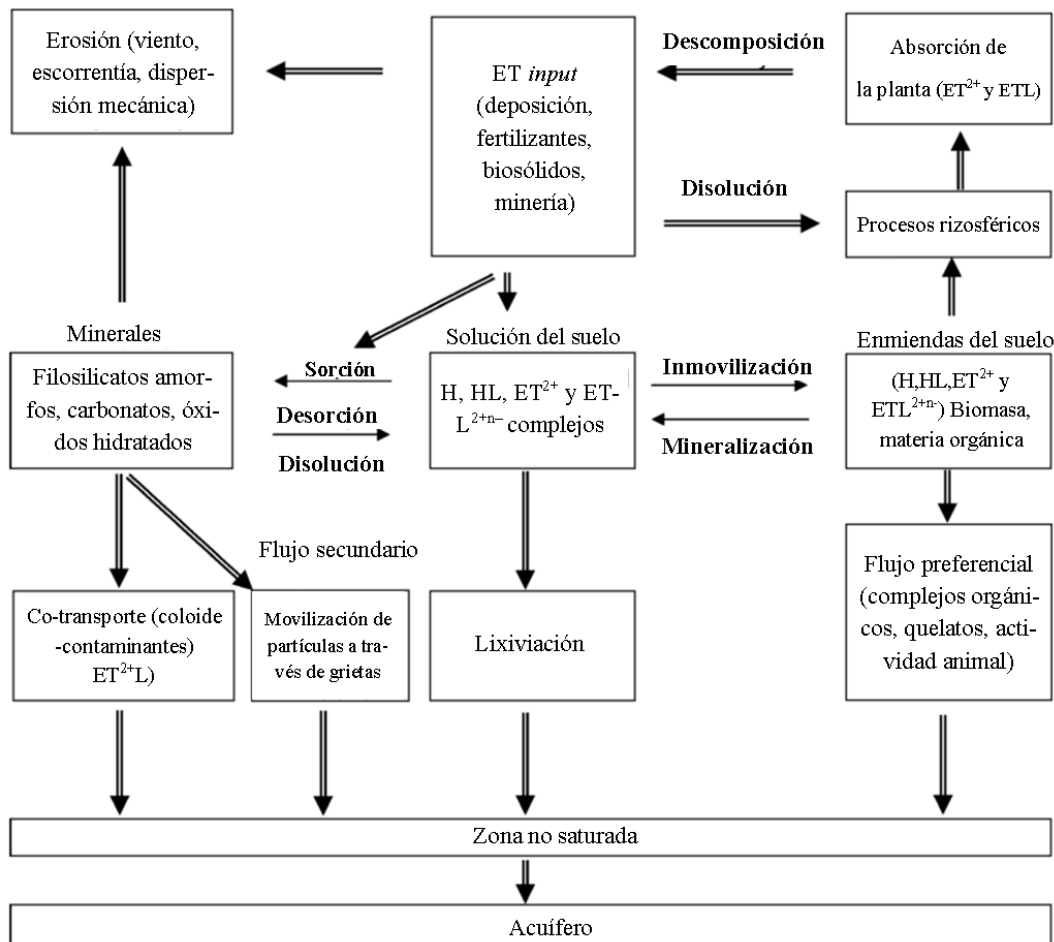 Erosión (viento,
escorrentía, disper-
sión mecánica)
ET input
(deposición,
fertilizantes,
biosólidos,
minería)
Descomposición
Absorción de
la planta (ET²⁺ y ETL)
Disolución
Procesos rizosféricos
Minerales
Filosilicatos amor-
fos, carbonatos, óx-
idos hidratados
Sorción
Desorción
Disolución
Solución del suelo
H, HL, ET²⁺ y ET-
L²⁺ⁿ⁻ complejos
Inmovilización
Mineralización
Enmiendas del suelo
(H,HL,ET²⁺ y
ETL²⁺ⁿ⁻) Biomasa,
materia orgánica
Flujo secundario
Co-transporte (coloide
-contaminantes)
ET²⁺L)
Movilización de
partículas a tra-
vés de grietas
Lixiviación
Flujo preferencial
(complejos orgáni-
cos, quelatos, acti-
vidad animal)
Zona no saturada
Acuífero